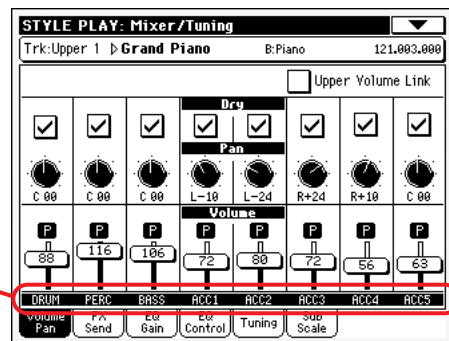 STYLE PLAY: Mixer/Tuning
Trk:Upper 1 Grand Piano B:Piano 121.003.000
Upper Volume Link
Dry
Pan
C 00 C 00 C 00 L-10 L-24 R+24 R+10 C 00
Volume
P P P P P P P P
88 116 106 72 80 72 56 63
DRUM PERC BASS ACC1 ACC2 ACC3 ACC4 ACC5
Volume Pan
FX Send
EQ Gain
EQ Control
Tuning
Sub Scale